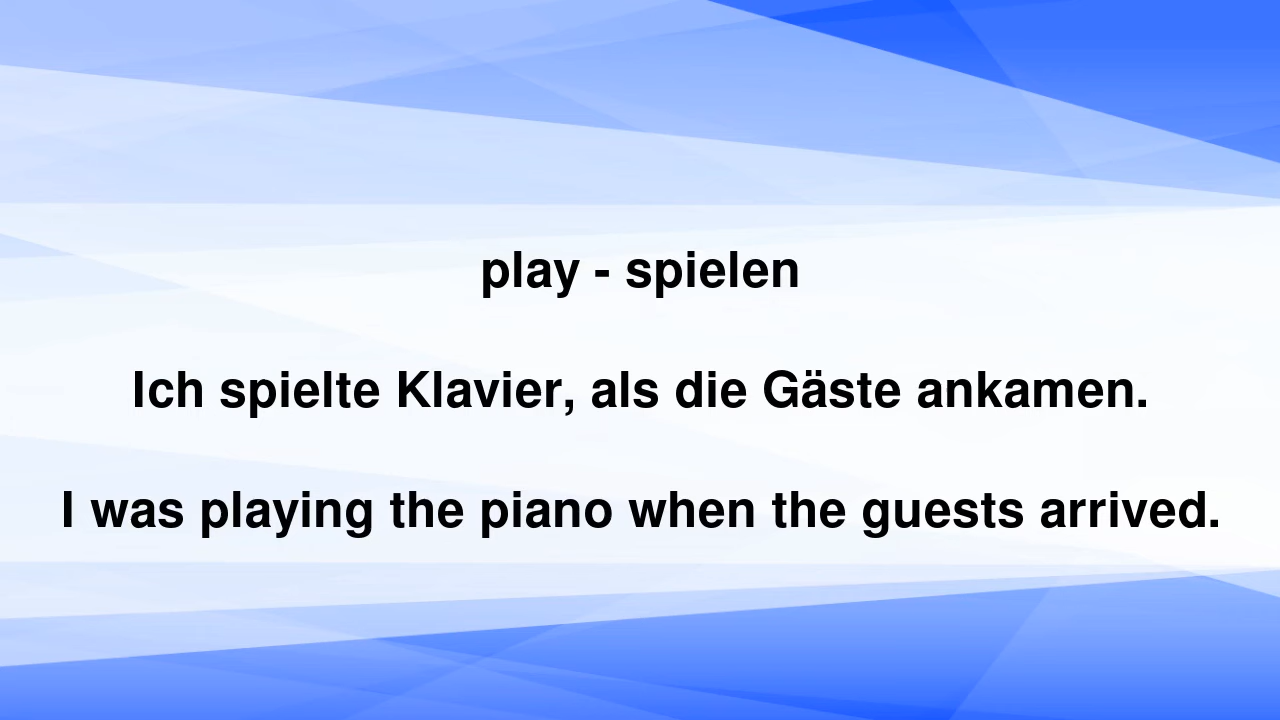 play - spielen
Ich spielte Klavier, als die Gäste ankamen.
I was playing the piano when the guests arrived.